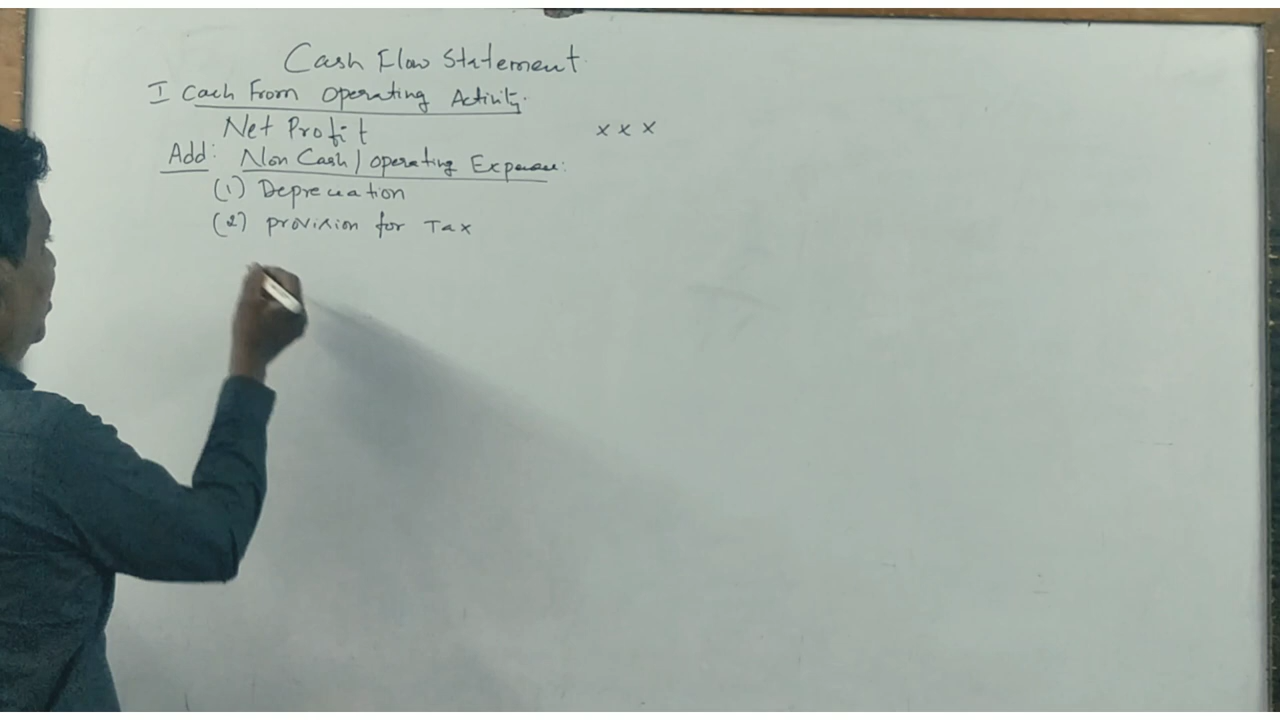 Cash Flow Statement
I Cash From Operating Activity.
Net Profit x x x
Add: Non Cash / operating Expense:
(1) Depreciation
(2) provision for Tax